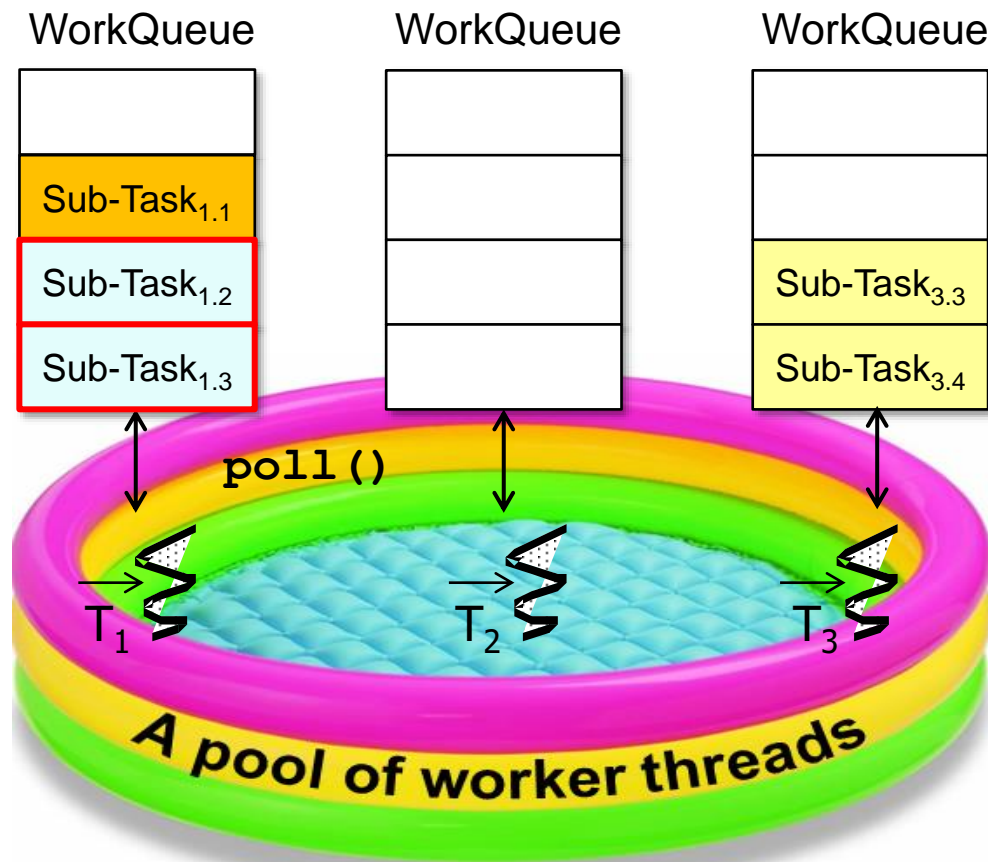 WorkQueue WorkQueue WorkQueue
Sub-Task1.1
Sub-Task1.2 Sub-Task3.3
Sub-Task1.3 Sub-Task3.4
poll()
T1 T2 T3
A pool of worker threads